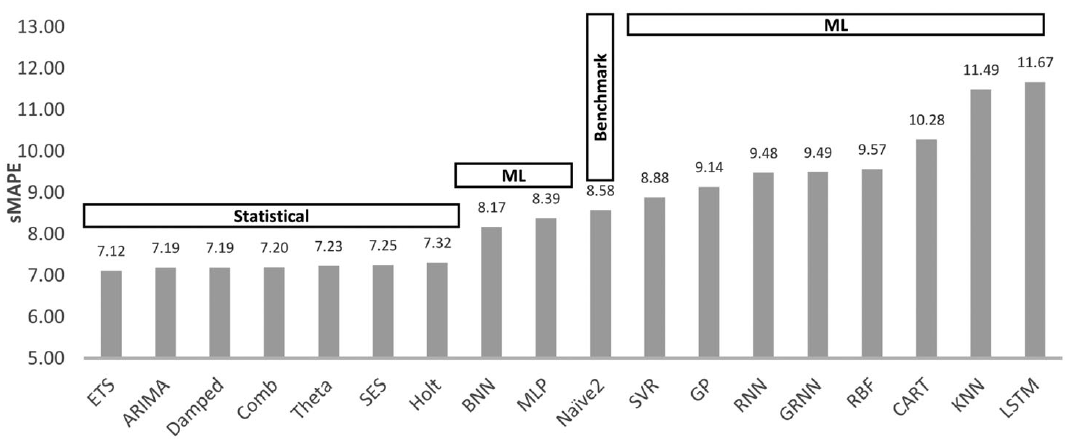 13.00
12.00
11.00
10.00
9.00
8.00
7.00
6.00
5.00
sMAPE
Statistical
ML
Benchmark
ML
7.12
7.19
7.19
7.20
7.23
7.25
7.32
8.17
8.39
8.58
8.88
9.14
9.48
9.49
9.57
10.28
11.49
11.67
ETS
ARIMA
Damped
Comb
Theta
SES
Holt
BNN
MLP
Naïve2
SVR
GP
RNN
GRNN
RBF
CART
KNN
LSTM